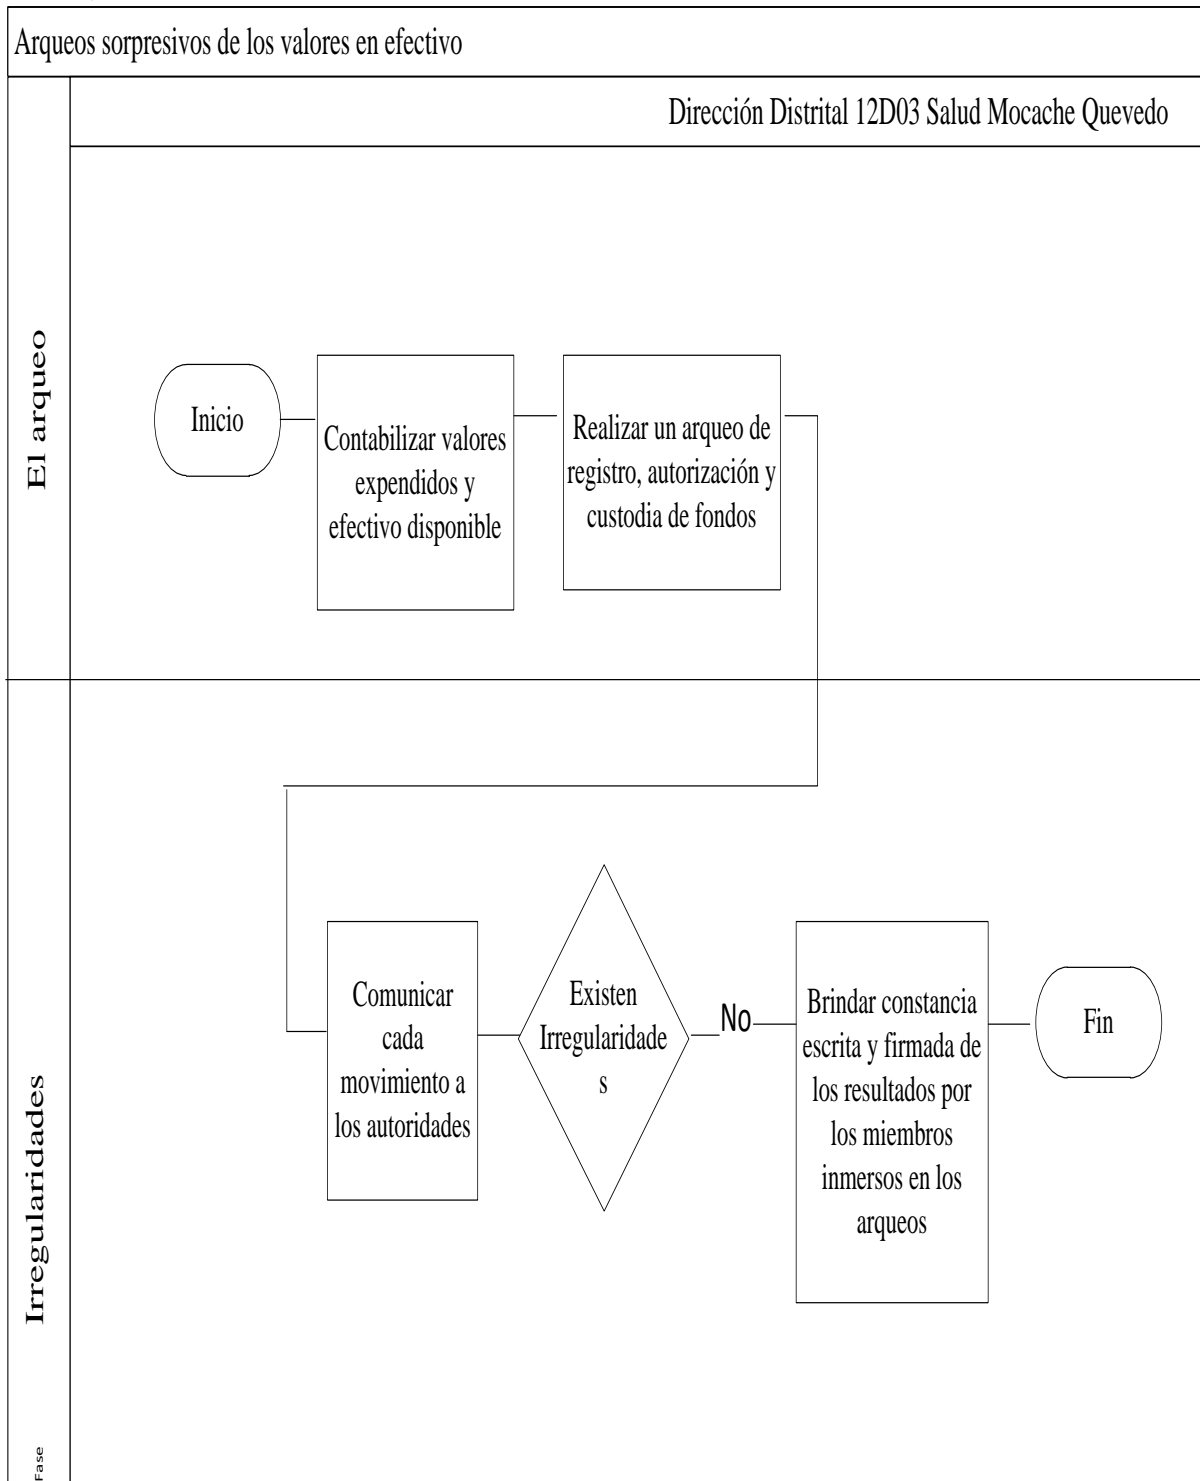 Arqueos sorpresivos de los valores en efectivo
Dirección Distrital 12D03 Salud Mocache Quevedo
El arqueo
Inicio
Contabilizar valores
expendidos y
efectivo disponible
Realizar un arqueo de
registro, autorización y
custodia de fondos
Irregularidades
Comunicar
cada
movimiento a
los autoridades
Existen
Irregularidade
s
No
Brindar constancia
escrita y firmada de
los resultados por
los miembros
inmersos en los
arqueos
Fin
Fase